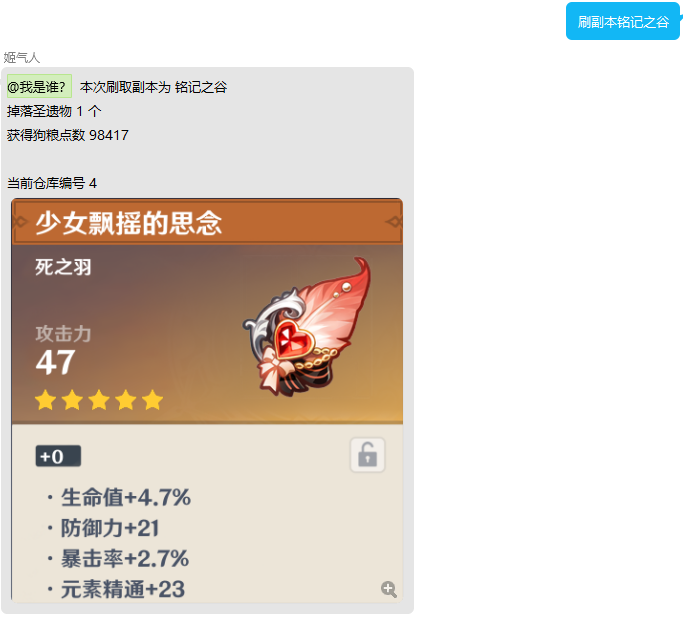 刷副本铭记之谷
姬气人
@我是谁? 本次刷取副本为 铭记之谷
掉落圣遗物 1 个
获得狗粮点数 98417
当前仓库编号 4
少女飘摇的思念
死之羽
攻击力
47
+0
·生命值+4.7%
·防御力+21
·暴击率+2.7%
·元素精通+23